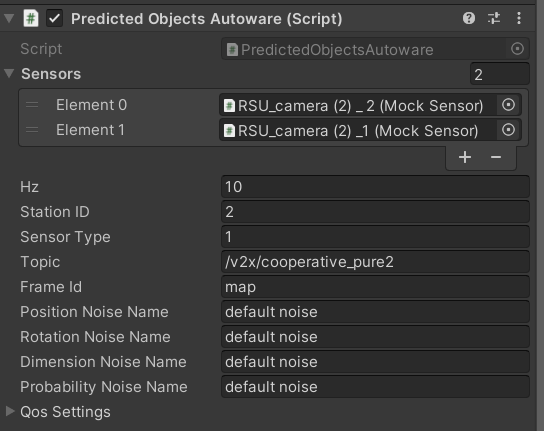 Predicted Objects Autoware (Script)
Script PredictedObjectsAutoware
Sensors 2
Element 0 RSU_camera (2) _ 2 (Mock Sensor)
Element 1 RSU_camera (2) _1 (Mock Sensor)
+ −
Hz 10
Station ID 2
Sensor Type 1
Topic /v2x/cooperative_pure2
Frame Id map
Position Noise Name default noise
Rotation Noise Name default noise
Dimension Noise Name default noise
Probability Noise Name default noise
Qos Settings